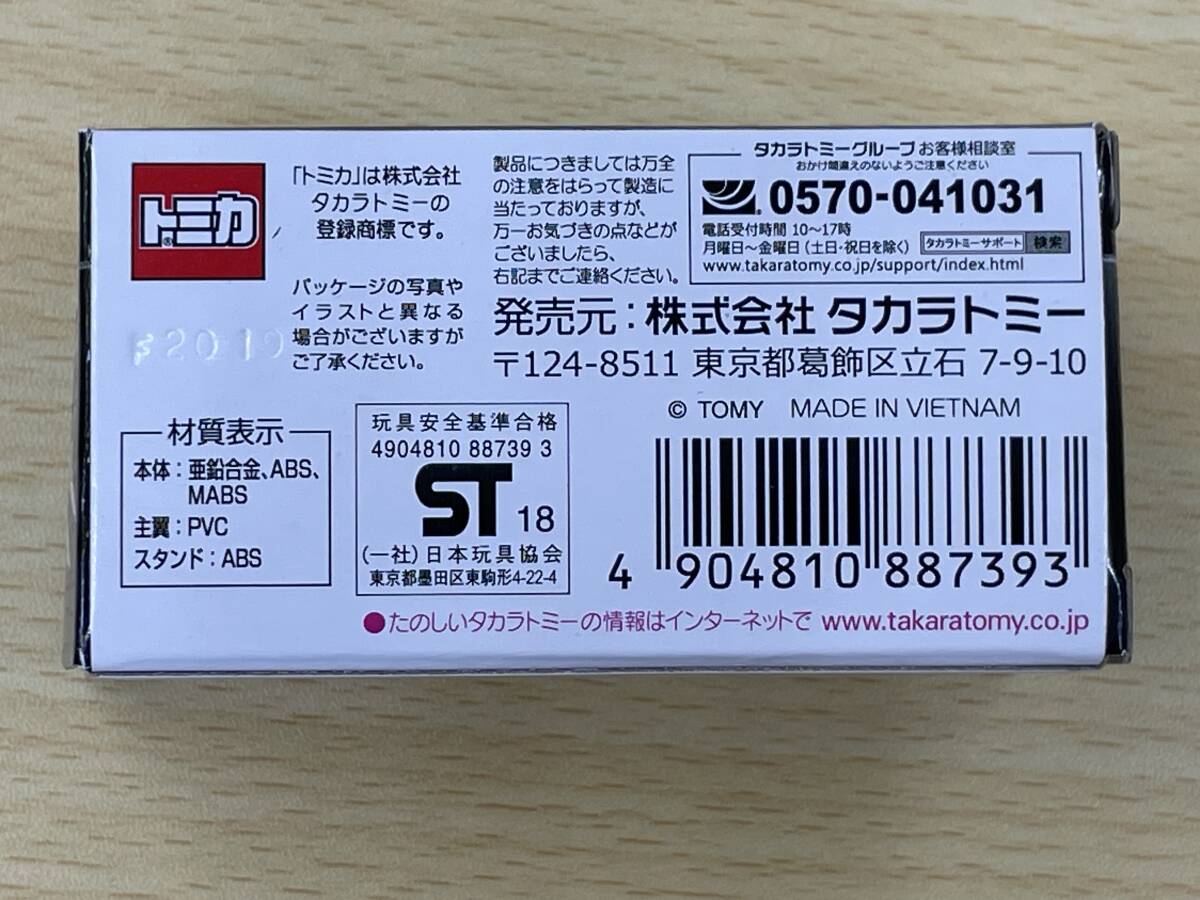 トミカ®
「トミカ」は株式会社
タカラトミーの
登録商標です。
パッケージの写真や
イラストと異なる
場合がございますが
ご了承ください。
製品につきましては万全
の注意をはらって製造に
当たっておりますが、
万一お気づきの点などが
ございましたら、
右記までご連絡ください。
タカラトミーグループ お客様相談室
おかけ間違えのないようご注意ください
0570-041031
電話受付時間 10〜17時
月曜日〜金曜日(土日・祝日を除く) タカラトミーサポート 検索
www.takaratomy.co.jp/support/index.html
発売元:株式会社 タカラトミー
〒124-8511 東京都葛飾区立石 7-9-10
© TOMY MADE IN VIETNAM
材質表示
本体:亜鉛合金、ABS、
MABS
主翼:PVC
スタンド:ABS
玩具安全基準合格
4904810 88739 3
ST 18
(一社)日本玩具協会
東京都墨田区東駒形4-22-4
4 904810 887393
●たのしいタカラトミーの情報はインターネットで www.takaratomy.co.jp